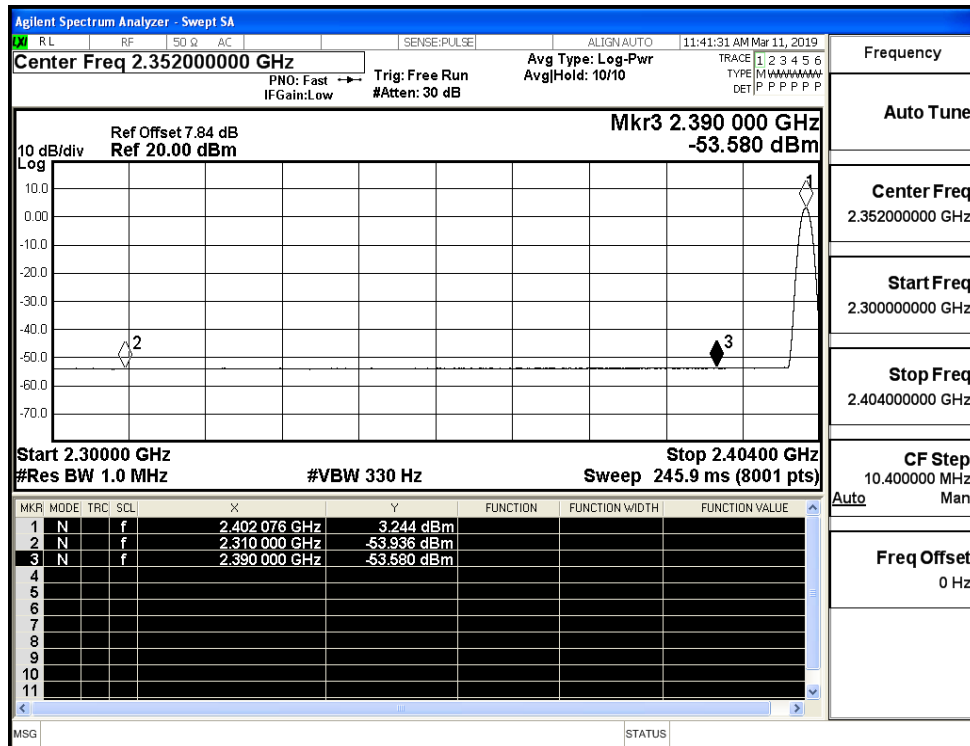 Agilent Spectrum Analyzer - Swept SA
LXI RL RF 50 Ω AC SENSE:PULSE ALIGN AUTO 11:41:31 AM Mar 11, 2019
Center Freq 2.352000000 GHz
PNO: Fast
IFGain:Low
Trig: Free Run
#Atten: 30 dB
Avg Type: Log-Pwr
Avg|Hold: 10/10
TRACE 1 2 3 4 5 6
TYPE M W W W W W
DET P P P P P P
Ref Offset 7.84 dB
Ref 20.00 dBm
10 dB/div
Log
Mkr3 2.390 000 GHz
-53.580 dBm
10.0
0.00
-10.0
-20.0
-30.0
-40.0
-50.0
-60.0
-70.0
1
2
3
Start 2.30000 GHz
Stop 2.40400 GHz
#Res BW 1.0 MHz
#VBW 330 Hz
Sweep 245.9 ms (8001 pts)
MKR MODE TRC SCL X Y FUNCTION FUNCTION WIDTH FUNCTION VALUE
1 N f 2.402 076 GHz 3.244 dBm
2 N f 2.310 000 GHz -53.936 dBm
3 N f 2.390 000 GHz -53.580 dBm
4
5
6
7
8
9
10
11
MSG
STATUS
Frequency
Auto Tune
Center Freq
2.352000000 GHz
Start Freq
2.300000000 GHz
Stop Freq
2.404000000 GHz
CF Step
10.400000 MHz
Auto Man
Freq Offset
0 Hz